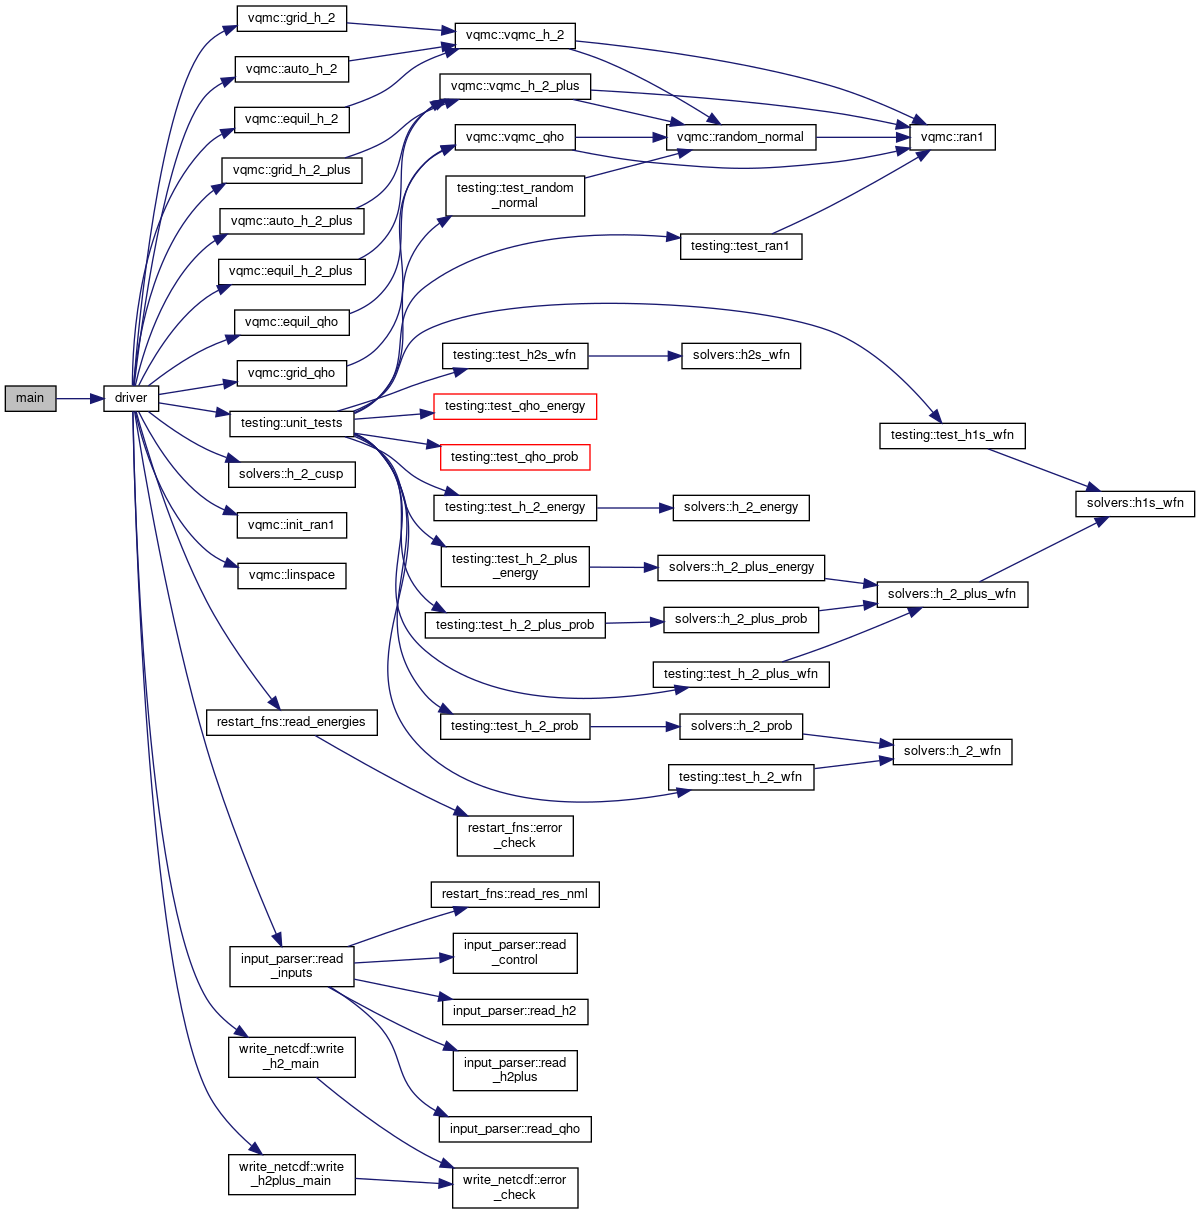 main
driver
vqmc::grid_h_2
vqmc::auto_h_2
vqmc::equil_h_2
vqmc::grid_h_2_plus
vqmc::auto_h_2_plus
vqmc::equil_h_2_plus
vqmc::equil_qho
vqmc::grid_qho
testing::unit_tests
solvers::h_2_cusp
vqmc::init_ran1
vqmc::linspace
restart_fns::read_energies
input_parser::read
_inputs
write_netcdf::write
_h2_main
write_netcdf::write
_h2plus_main
vqmc::vqmc_h_2
vqmc::vqmc_h_2_plus
vqmc::vqmc_qho
testing::test_random
_normal
testing::test_h2s_wfn
testing::test_qho_energy
testing::test_qho_prob
testing::test_h_2_energy
testing::test_h_2_plus
_energy
testing::test_h_2_plus_prob
testing::test_h_2_prob
restart_fns::error
_check
restart_fns::read_res_nml
input_parser::read
_control
input_parser::read_h2
input_parser::read
_h2plus
input_parser::read_qho
write_netcdf::error
_check
vqmc::random_normal
testing::test_ran1
solvers::h2s_wfn
solvers::h_2_energy
solvers::h_2_plus_energy
solvers::h_2_plus_prob
testing::test_h_2_plus_wfn
solvers::h_2_prob
testing::test_h_2_wfn
vqmc::ran1
testing::test_h1s_wfn
solvers::h_2_plus_wfn
solvers::h_2_wfn
solvers::h1s_wfn